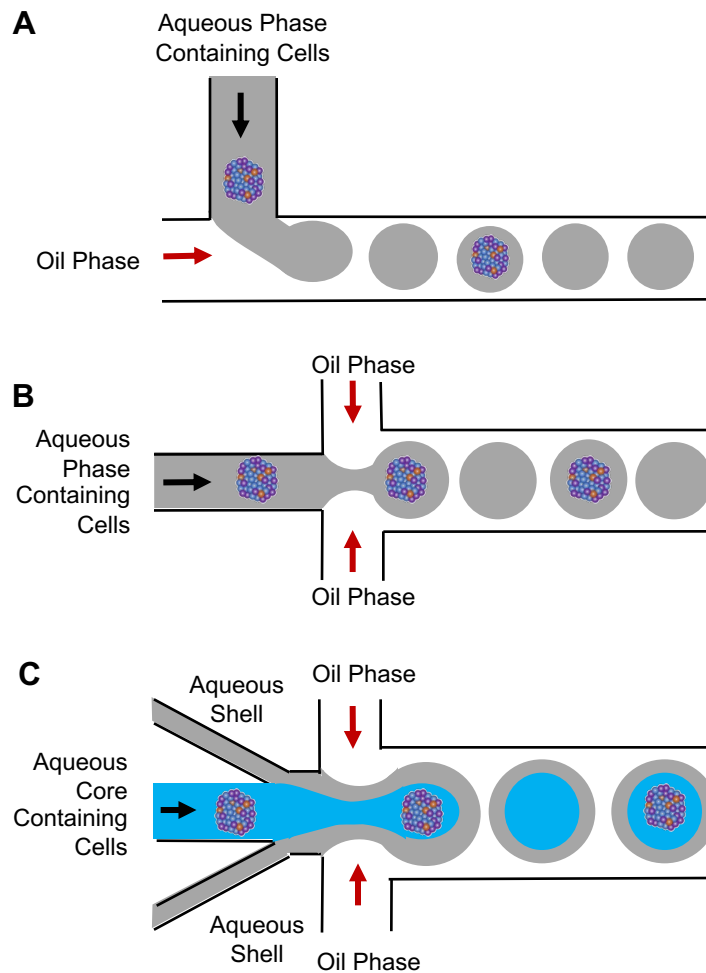 A
Aqueous Phase
Containing Cells
Oil Phase
B
Oil Phase
Aqueous
Phase
Containing
Cells
Oil Phase
C
Oil Phase
Aqueous
Shell
Aqueous
Core
Containing
Cells
Aqueous
Shell
Oil Phase